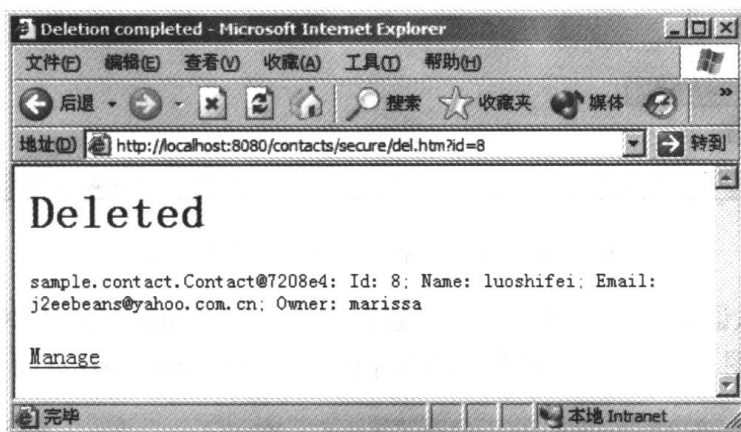 Deletion completed - Microsoft Internet Explorer
文件(F) 编辑(E) 查看(V) 收藏(A) 工具(T) 帮助(H)
后退 搜索 收藏夹 媒体 »
地址(D) http://localhost:8080/contacts/secure/del.htm?id=8 转到
Deleted
sample.contact.Contact@7208e4: Id: 8; Name: luoshifei; Email:
j2eebeans@yahoo.com.cn; Owner: marissa
Manage
完毕 本地 Intranet